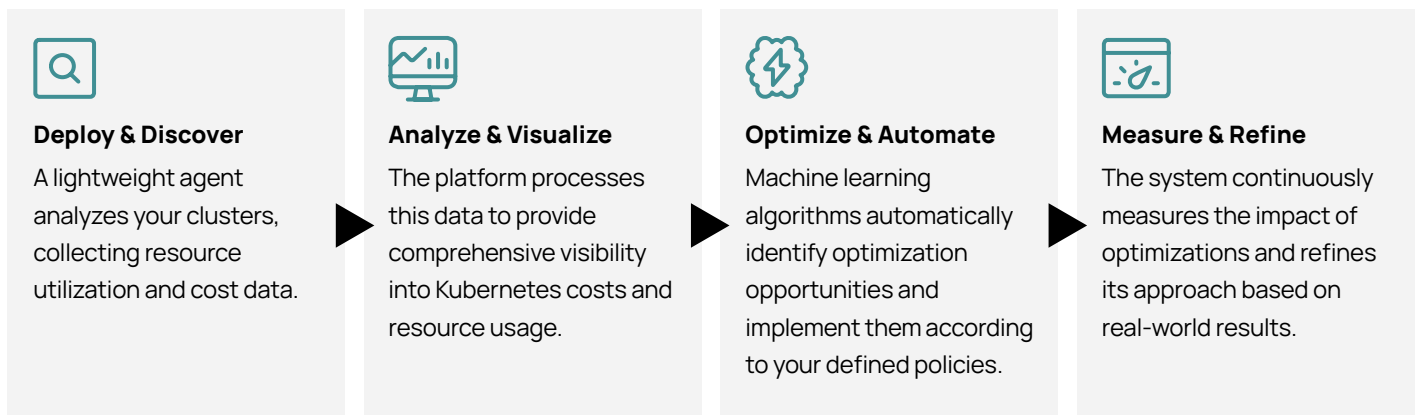 Deploy & Discover
A lightweight agent
analyzes your clusters,
collecting resource
utilization and cost data.
Analyze & Visualize
The platform processes
this data to provide
comprehensive visibility
into Kubernetes costs and
resource usage.
Optimize & Automate
Machine learning
algorithms automatically
identify optimization
opportunities and
implement them according
to your defined policies.
Measure & Refine
The system continuously
measures the impact of
optimizations and refines
its approach based on
real-world results.